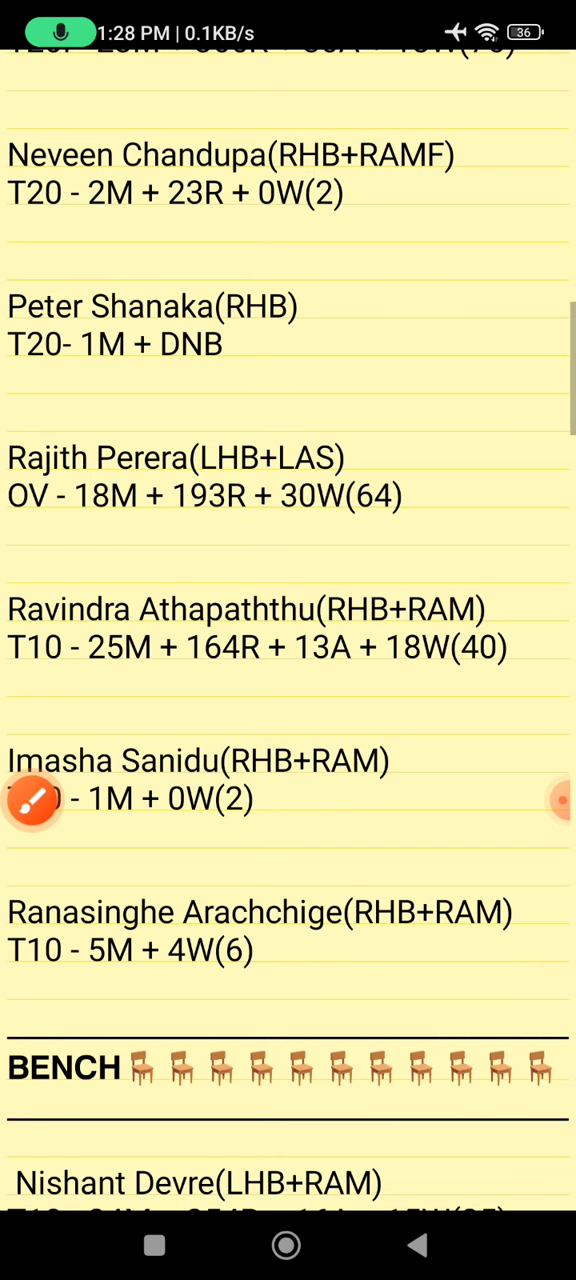 1:28 PM | 0.1KB/s
36
Neveen Chandupa(RHB+RAMF)
T20 - 2M + 23R + 0W(2)
Peter Shanaka(RHB)
T20- 1M + DNB
Rajith Perera(LHB+LAS)
OV - 18M + 193R + 30W(64)
Ravindra Athapaththu(RHB+RAM)
T10 - 25M + 164R + 13A + 18W(40)
Imasha Sanidu(RHB+RAM)
- 1M + 0W(2)
Ranasinghe Arachchige(RHB+RAM)
T10 - 5M + 4W(6)
BENCH🪑🪑🪑🪑🪑🪑🪑🪑🪑🪑🪑
Nishant Devre(LHB+RAM)